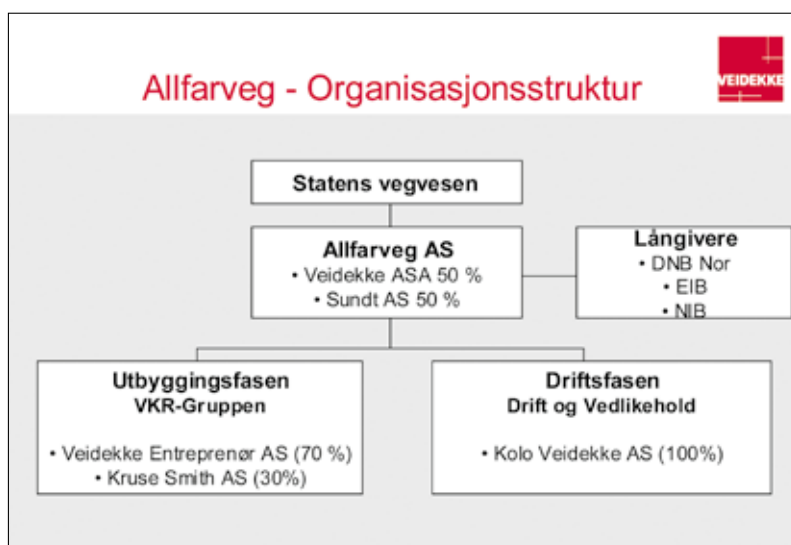 Allfarveg - Organisasjonsstruktur
VEIDEKKE
Statens vegvesen
Allfarveg AS
• Veidekke ASA 50 %
• Sundt AS 50 %
Långivere
• DNB Nor
• EIB
• NIB
Utbyggingsfasen
VKR-Gruppen
• Veidekke Entreprenør AS (70 %)
• Kruse Smith AS (30%)
Driftsfasen
Drift og Vedlikehold
• Kolo Veidekke AS (100%)